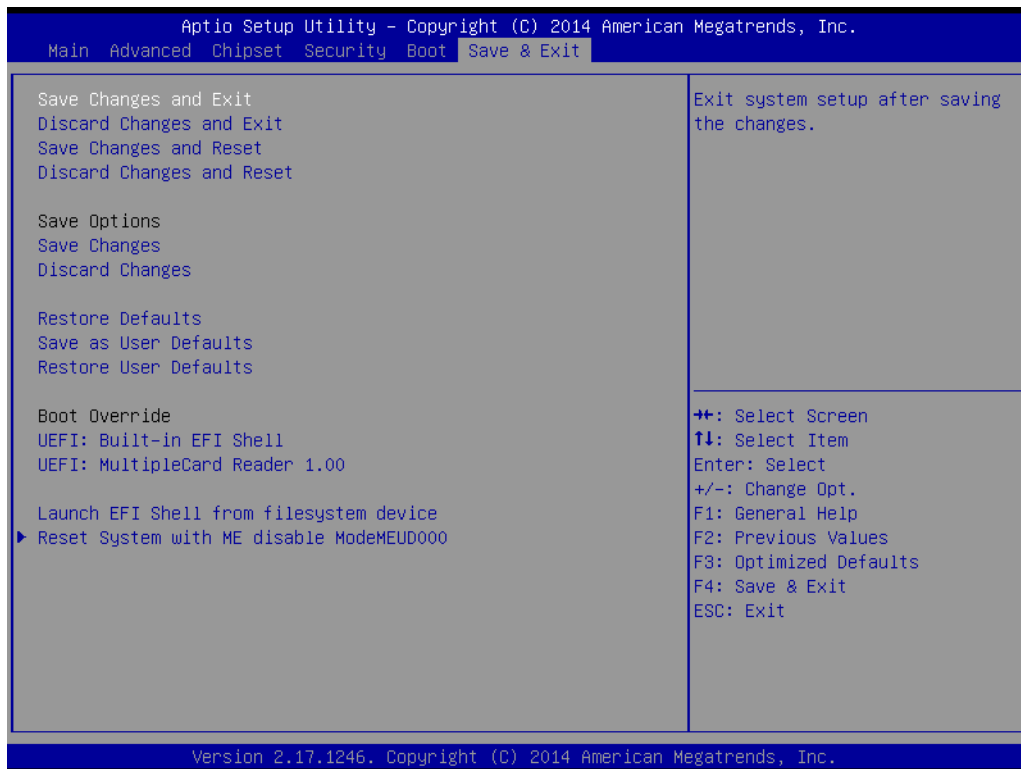 Aptio Setup Utility – Copyright (C) 2014 American Megatrends, Inc.
Main Advanced Chipset Security Boot Save & Exit
Save Changes and Exit
Discard Changes and Exit
Save Changes and Reset
Discard Changes and Reset
Save Options
Save Changes
Discard Changes
Restore Defaults
Save as User Defaults
Restore User Defaults
Boot Override
UEFI: Built-in EFI Shell
UEFI: MultipleCard Reader 1.00
Launch EFI Shell from filesystem device
▶ Reset System with ME disable ModeMEUD000
Exit system setup after saving
the changes.
→←: Select Screen
↑↓: Select Item
Enter: Select
+/-: Change Opt.
F1: General Help
F2: Previous Values
F3: Optimized Defaults
F4: Save & Exit
ESC: Exit
Version 2.17.1246. Copyright (C) 2014 American Megatrends, Inc.